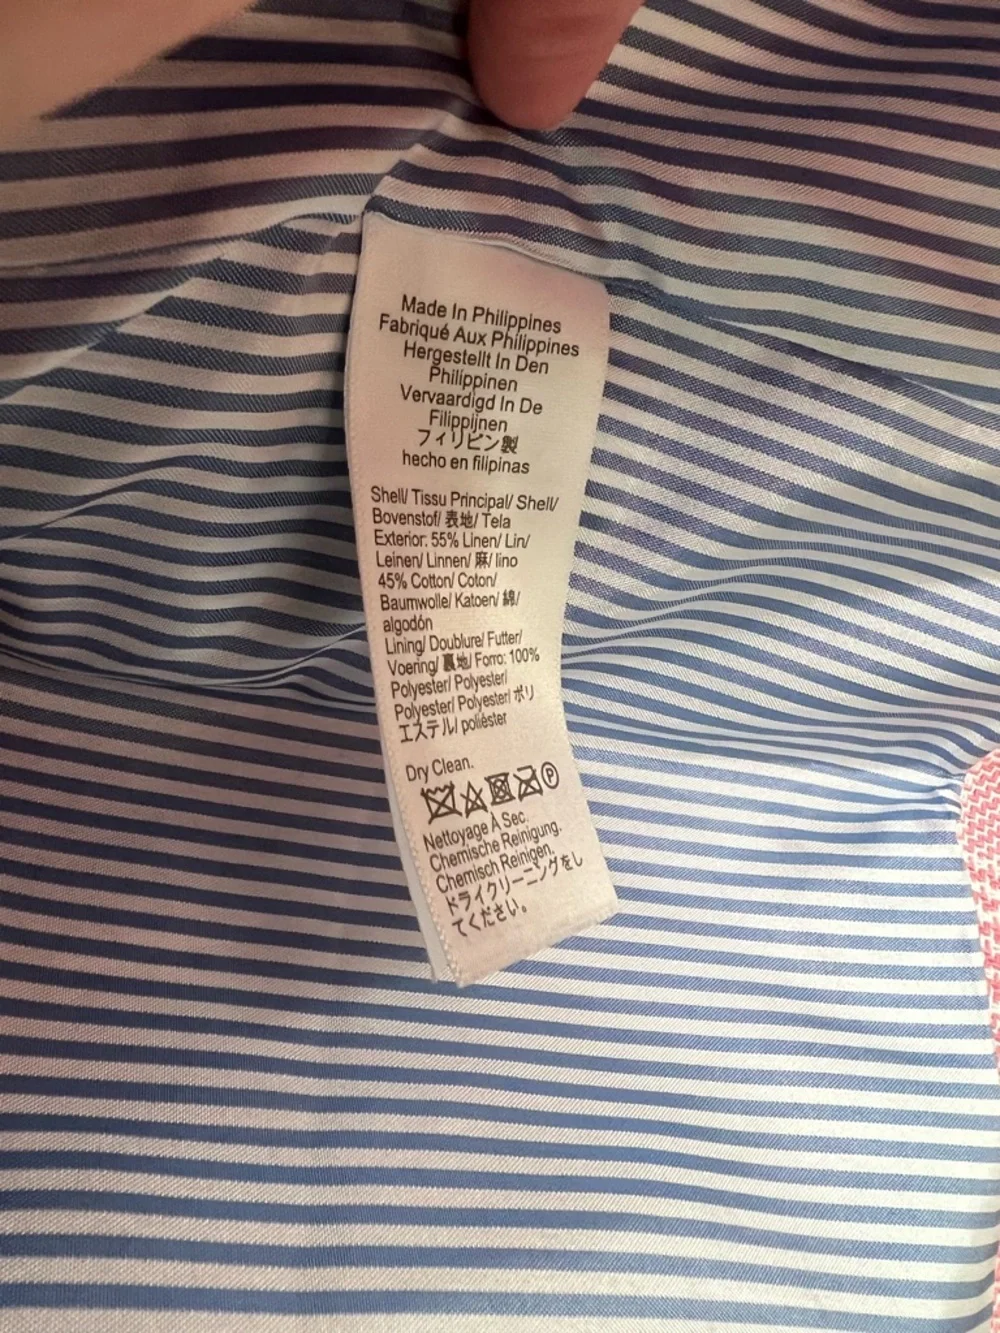 Made In Philippines
Fabriqué Aux Philippines
Hergestellt In Den
Philippinen
Vervaardigd In De
Filippijnen
フィリピン製
hecho en filipinas
Shell/ Tissu Principal/ Shell/
Bovenstof/ 表地/ Tela
Exterior: 55% Linen/ Lin/
Leinen/ Linnen/ 麻/ lino
45% Cotton/ Coton/
Baumwolle/ Katoen/ 綿/
algodón
Lining/ Doublure/ Futter/
Voering/ 裏地/ Forro: 100%
Polyester/ Polyester/
Polyester/ Polyester/ ポリ
エステル/ poliéster
Dry Clean.
P
Nettoyage À Sec.
Chemische Reinigung.
Chemisch Reinigen.
ドライクリーニングをし
てください。